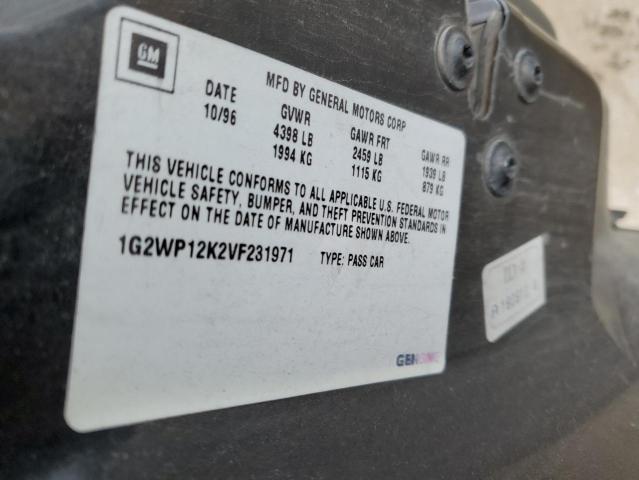 GM
MFD BY GENERAL MOTORS CORP
DATE GVWR GAWR FRT GAWR RR
10/96 4398 LB 2459 LB 1939 LB
1994 KG 1115 KG 879 KG
THIS VEHICLE CONFORMS TO ALL APPLICABLE U.S. FEDERAL MOTOR
VEHICLE SAFETY, BUMPER, AND THEFT PREVENTION STANDARDS IN
EFFECT ON THE DATE OF MANUFACTURE SHOWN ABOVE.
1G2WP12K2VF231971 TYPE: PASS CAR
GENUINE